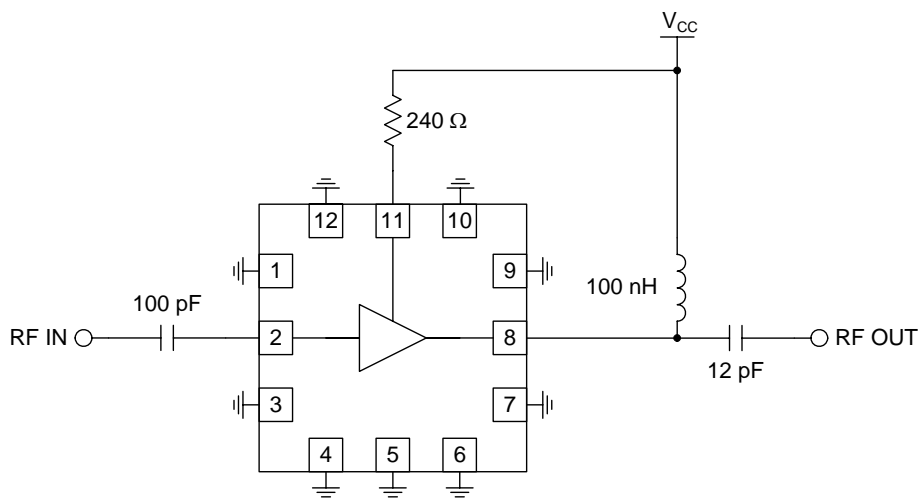 VCC
240 Ω
12
11
10
1
9
100 nH
100 pF
RF IN
2
8
RF OUT
12 pF
3
7
4
5
6